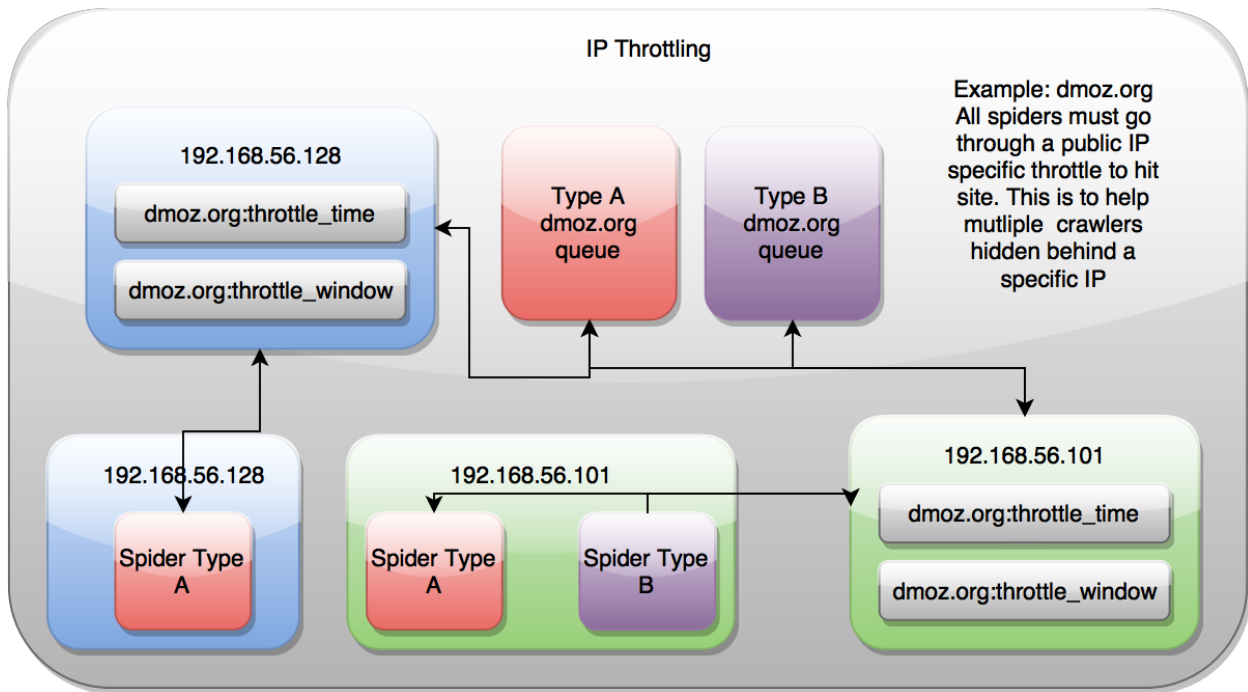 IP Throttling
Example: dmoz.org
All spiders must go
through a public IP
specific throttle to hit
site. This is to help
mutliple crawlers
hidden behind a
specific IP
192.168.56.128
dmoz.org:throttle_time
dmoz.org:throttle_window
Type A
dmoz.org
queue
Type B
dmoz.org
queue
192.168.56.128
Spider Type
A
192.168.56.101
Spider Type
A
Spider Type
B
192.168.56.101
dmoz.org:throttle_time
dmoz.org:throttle_window